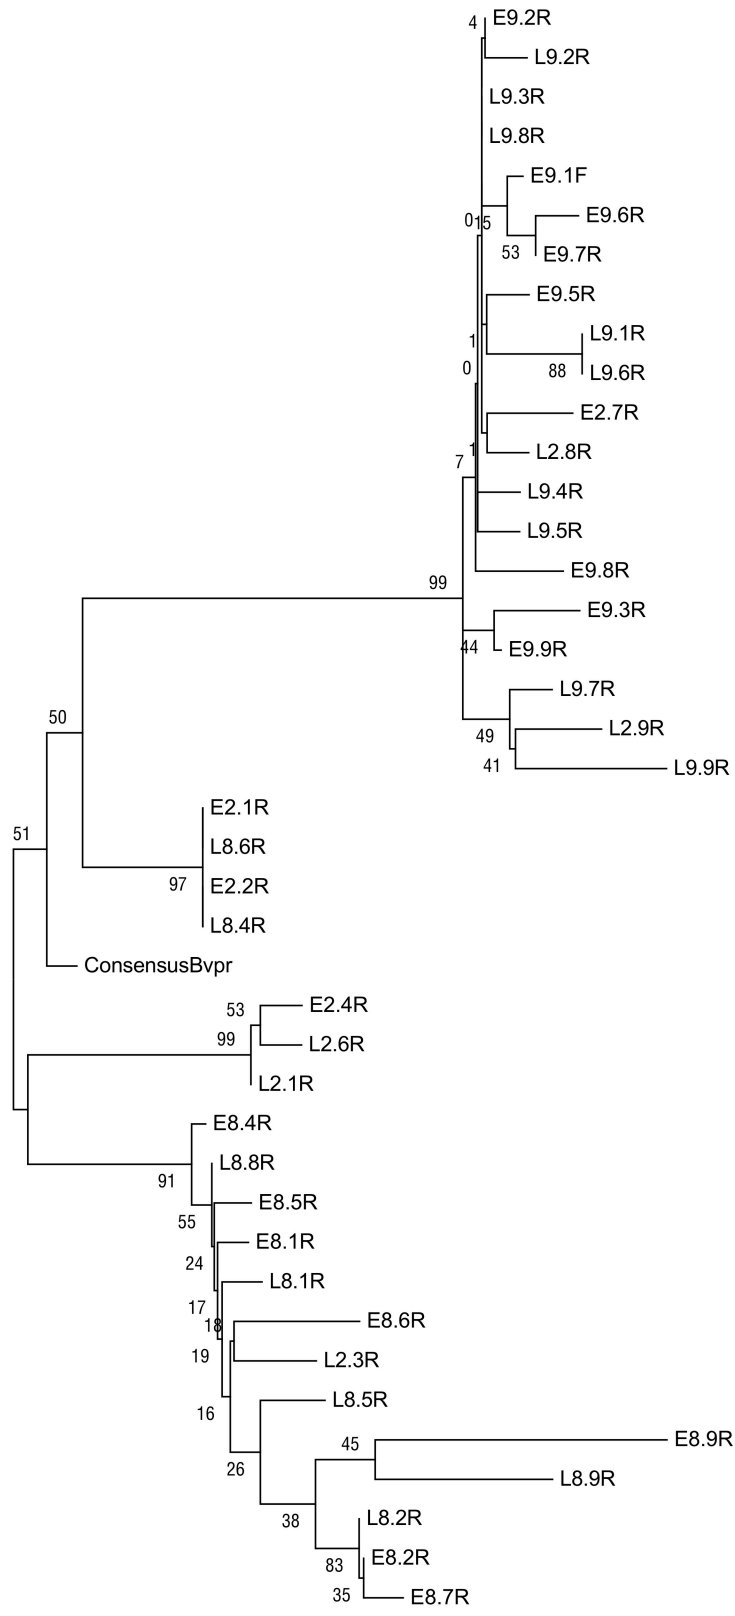 4
E9.2R
L9.2R
L9.3R
L9.8R
E9.1F
0
15
E9.6R
53
E9.7R
E9.5R
1
L9.1R
0
88
L9.6R
E2.7R
1
L2.8R
7
L9.4R
L9.5R
E9.8R
99
E9.3R
44
E9.9R
L9.7R
49
L2.9R
41
L9.9R
50
E2.1R
51
L8.6R
97
E2.2R
L8.4R
ConsensusBvpr
53
E2.4R
99
L2.6R
L2.1R
E8.4R
91
L8.8R
55
E8.5R
24
E8.1R
17
L8.1R
18
E8.6R
19
L2.3R
16
L8.5R
26
45
E8.9R
L8.9R
38
L8.2R
83
E8.2R
35
E8.7R